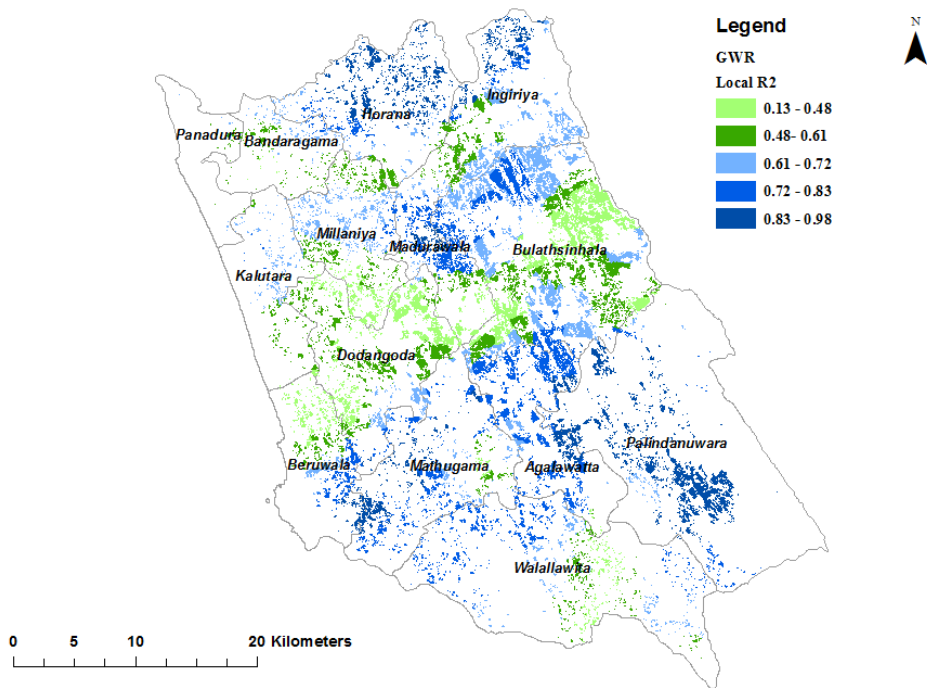 Legend
N
GWR
Local R2
0.13 - 0.48
0.48- 0.61
0.61 - 0.72
0.72 - 0.83
0.83 - 0.98
Ingiriya
Horana
Panadura
Bandaragama
Millaniya
Madurawala
Bulathsinhala
Kalutara
Dodangoda
Palindanuwara
Beruwala
Mathugama
Agalawatta
Walallawita
0 5 10 20 Kilometers